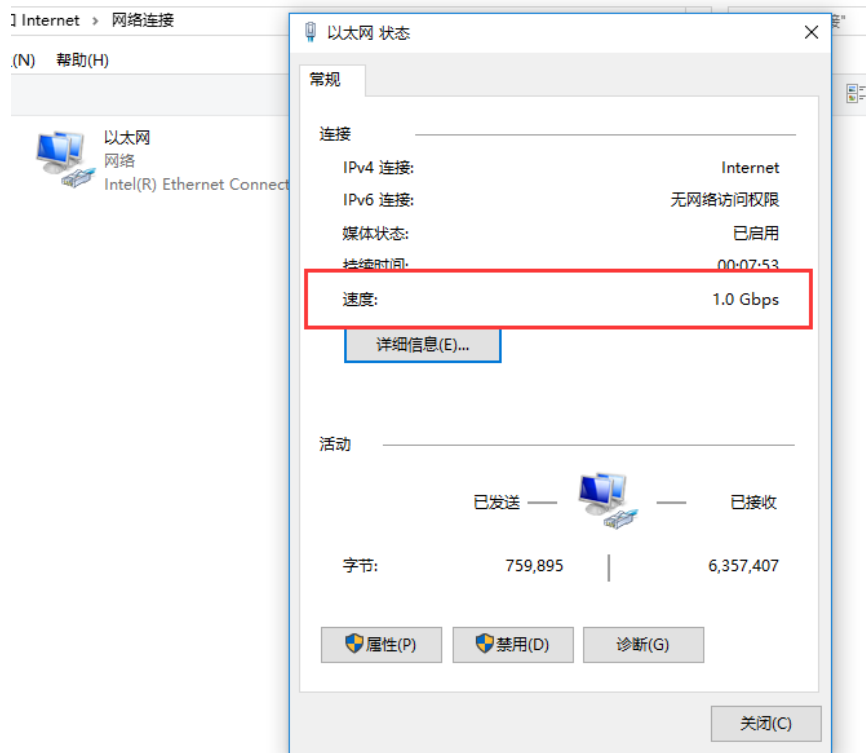 Internet > 网络连接
以太网 状态
接"
(N) 帮助(H)
常规
以太网
网络
Intel(R) Ethernet Connect
连接
IPv4 连接: Internet
IPv6 连接: 无网络访问权限
媒体状态: 已启用
持续时间: 00:07:53
速度: 1.0 Gbps
详细信息(E)...
活动
已发送 — — 已接收
字节: 759,895 | 6,357,407
属性(P) 禁用(D) 诊断(G)
关闭(C)